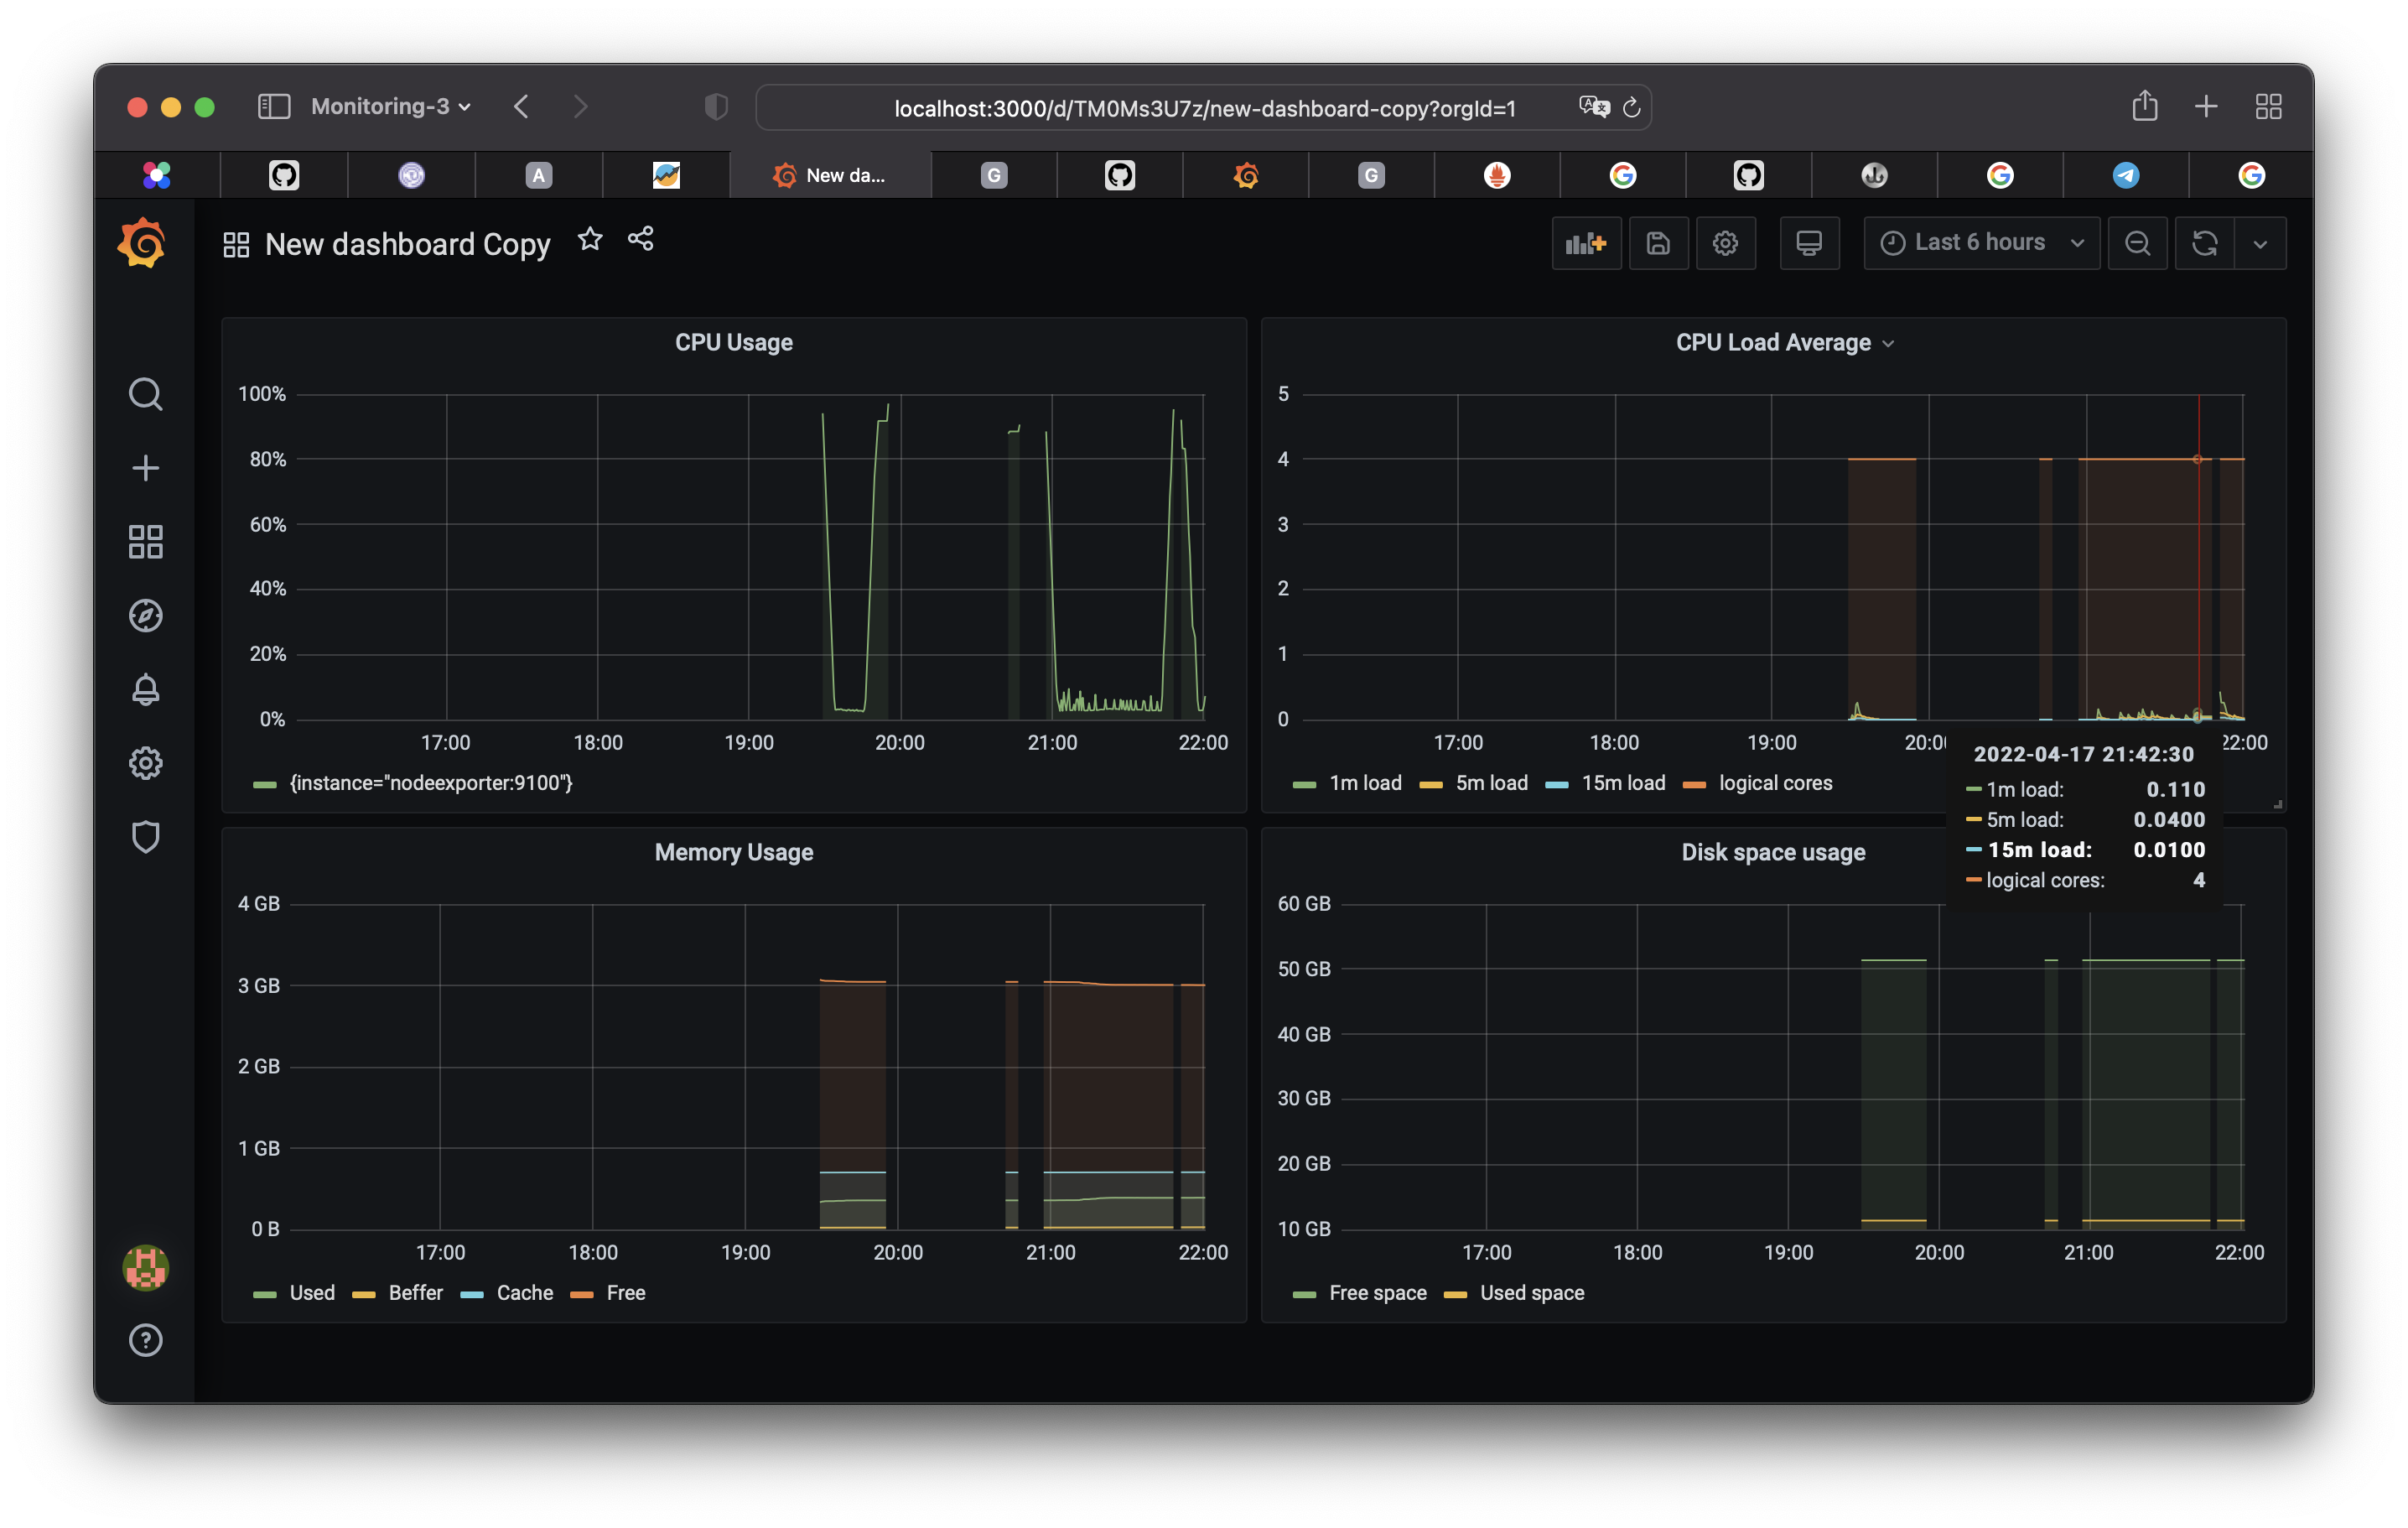 Monitoring-3
localhost:3000/d/TM0Ms3U7z/new-dashboard-copy?orgId=1
A
New da...
G
G
New dashboard Copy
Last 6 hours
CPU Usage
100%
80%
60%
40%
20%
0%
17:00 18:00 19:00 20:00 21:00 22:00
{instance="nodeexporter:9100"}
CPU Load Average
5
4
3
2
1
0
17:00 18:00 19:00 20:00 22:00
1m load 5m load 15m load logical cores
2022-04-17 21:42:30
1m load: 0.110
5m load: 0.0400
15m load: 0.0100
logical cores: 4
Memory Usage
4 GB
3 GB
2 GB
1 GB
0 B
17:00 18:00 19:00 20:00 21:00 22:00
Used Beffer Cache Free
Disk space usage
60 GB
50 GB
40 GB
30 GB
20 GB
10 GB
17:00 18:00 19:00 20:00 21:00 22:00
Free space Used space